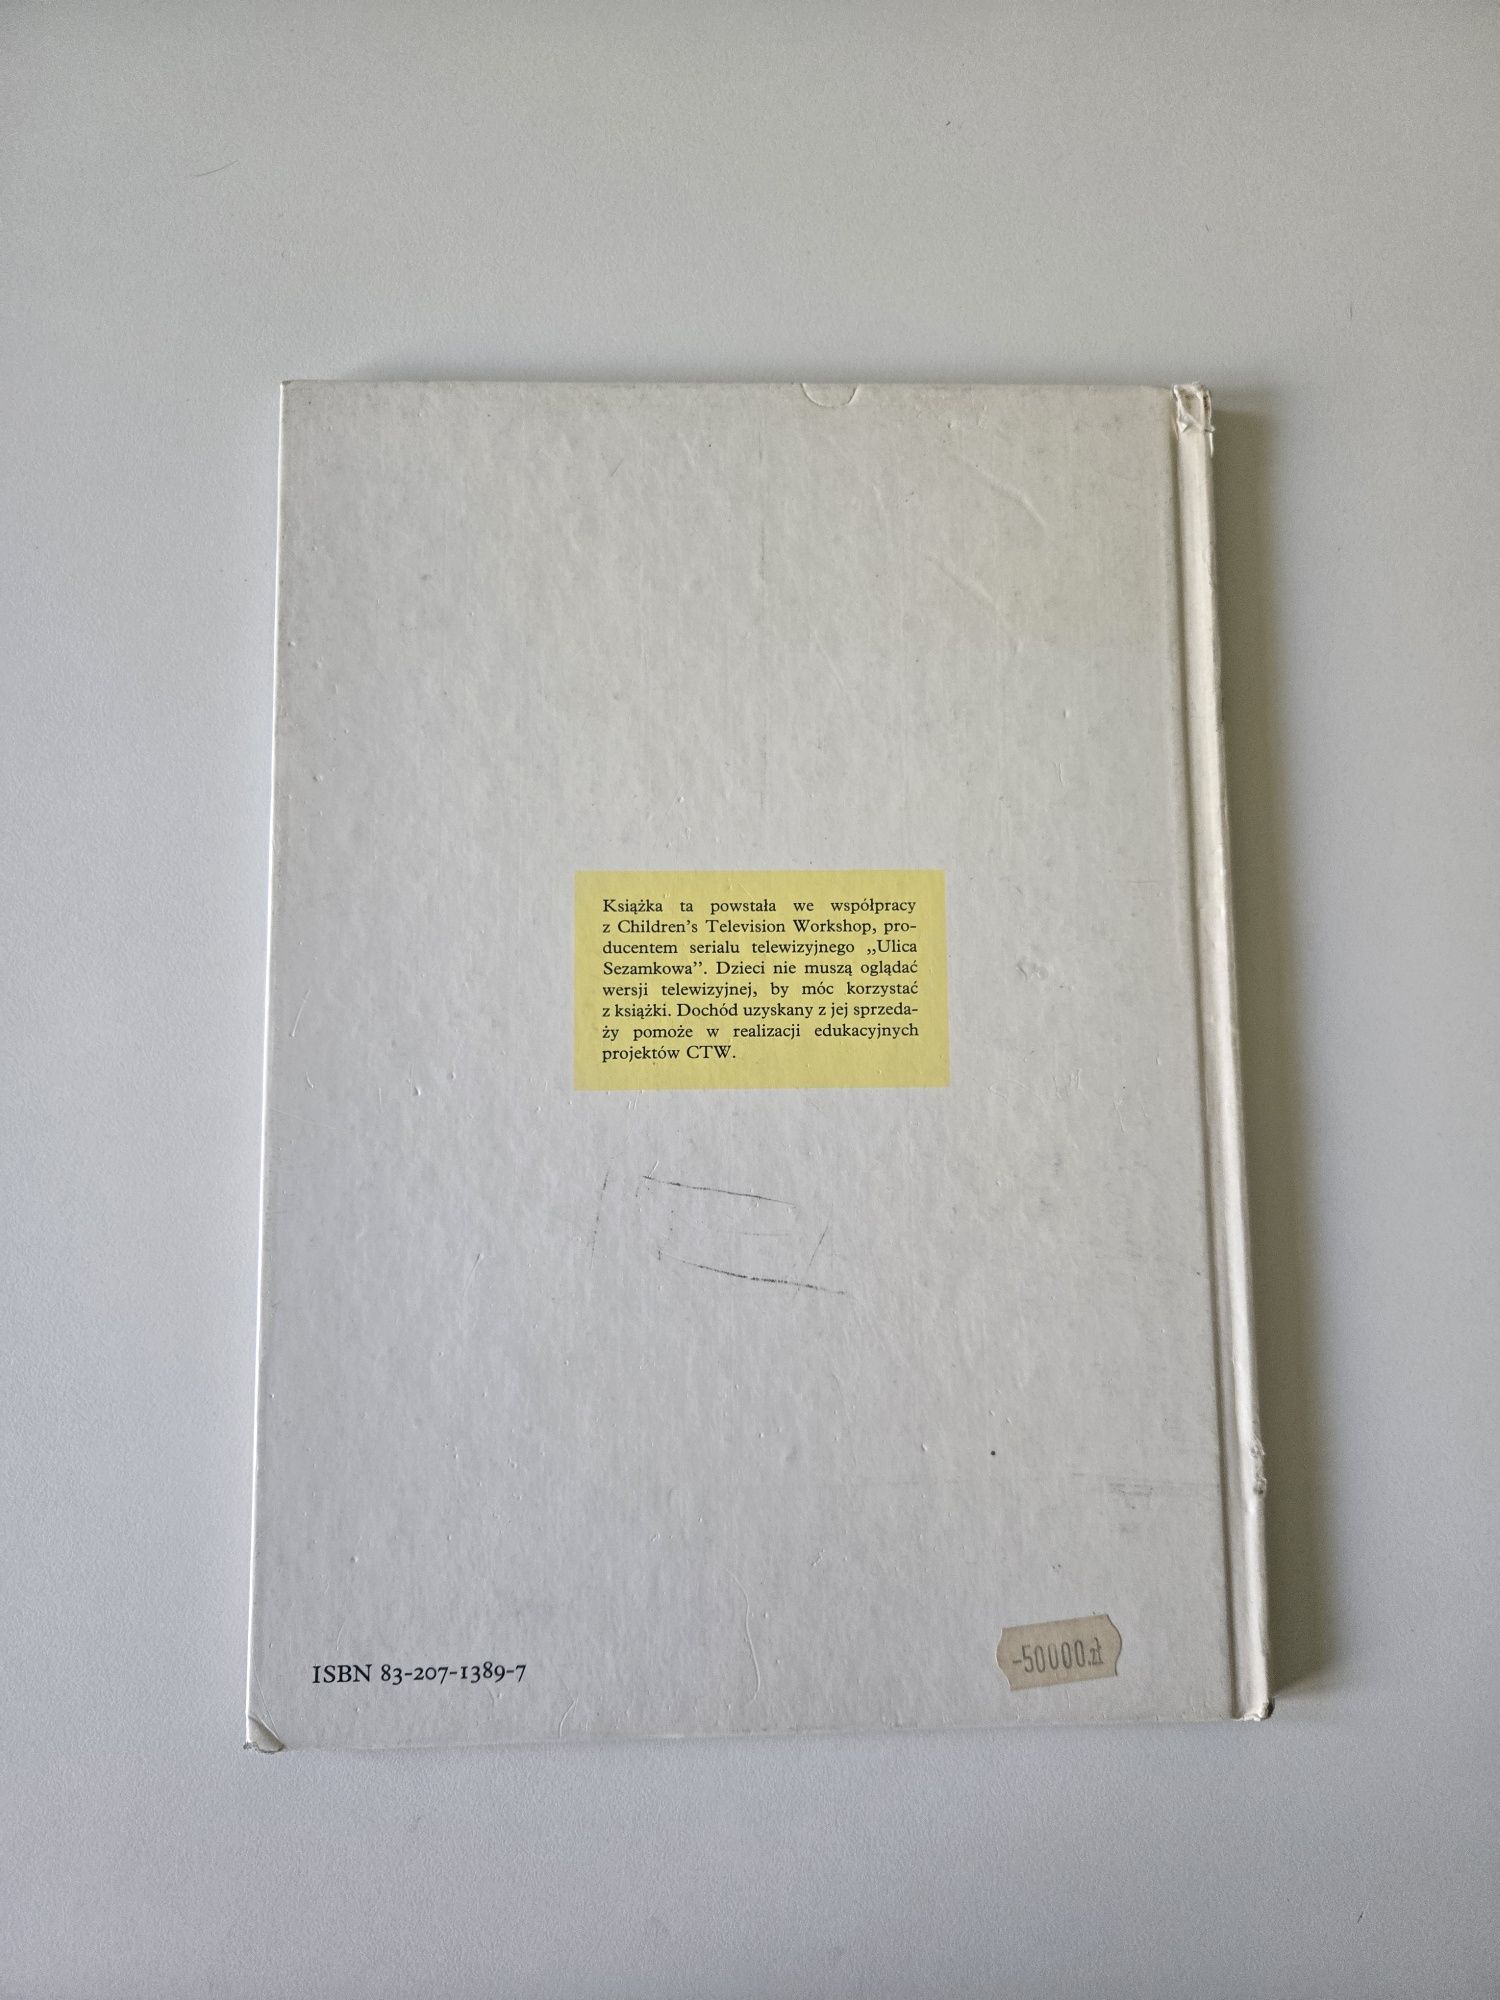 Książka ta powstała we współpracy
z Children's Television Workshop, pro-
ducentem serialu telewizyjnego „Ulica
Sezamkowa”. Dzieci nie muszą oglądać
wersji telewizyjnej, by móc korzystać
z książki. Dochód uzyskany z jej sprzeda-
ży pomoże w realizacji edukacyjnych
projektów CTW.
ISBN 83-207-1389-7
-50000.zł